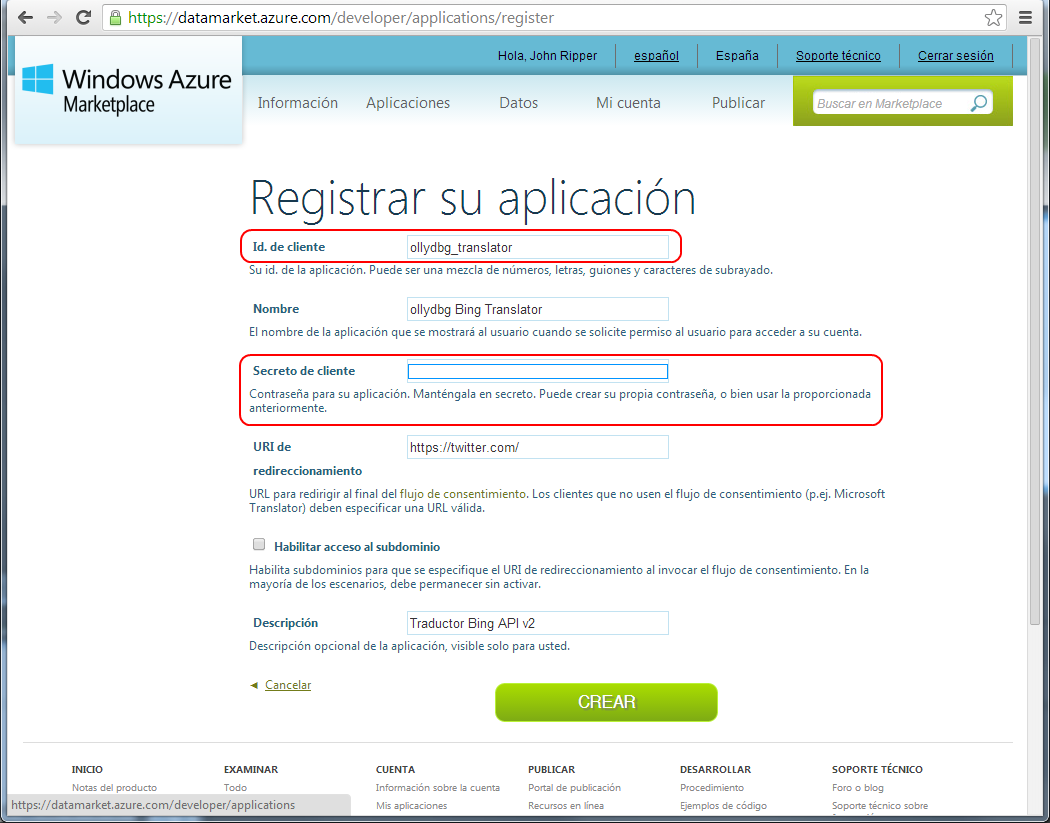 https://datamarket.azure.com/developer/applications/register
Hola, John Ripper
español
España
Soporte técnico
Cerrar sesión
Windows Azure
Marketplace
Información
Aplicaciones
Datos
Mi cuenta
Publicar
Buscar en Marketplace
Registrar su aplicación
Id. de cliente
ollydbg_translator
Su id. de la aplicación. Puede ser una mezcla de números, letras, guiones y caracteres de subrayado.
Nombre
ollydbg Bing Translator
El nombre de la aplicación que se mostrará al usuario cuando se solicite permiso al usuario para acceder a su cuenta.
Secreto de cliente
Contraseña para su aplicación. Manténgala en secreto. Puede crear su propia contraseña, o bien usar la proporcionada
anteriormente.
URI de
redireccionamiento
https://twitter.com/
URL para redirigir al final del flujo de consentimiento. Los clientes que no usen el flujo de consentimiento (p.ej. Microsoft
Translator) deben especificar una URL válida.
Habilitar acceso al subdominio
Habilita subdominios para que se especifique el URI de redireccionamiento al invocar el flujo de consentimiento. En la
mayoría de los escenarios, debe permanecer sin activar.
Descripción
Traductor Bing API v2
Descripción opcional de la aplicación, visible solo para usted.
◄ Cancelar
CREAR
INICIO
Notas del producto
EXAMINAR
Todo
CUENTA
Información sobre la cuenta
Mis aplicaciones
PUBLICAR
Portal de publicación
Recursos en línea
DESARROLLAR
Procedimiento
Ejemplos de código
SOPORTE TÉCNICO
Foro o blog
Soporte técnico sobre
https://datamarket.azure.com/developer/applications